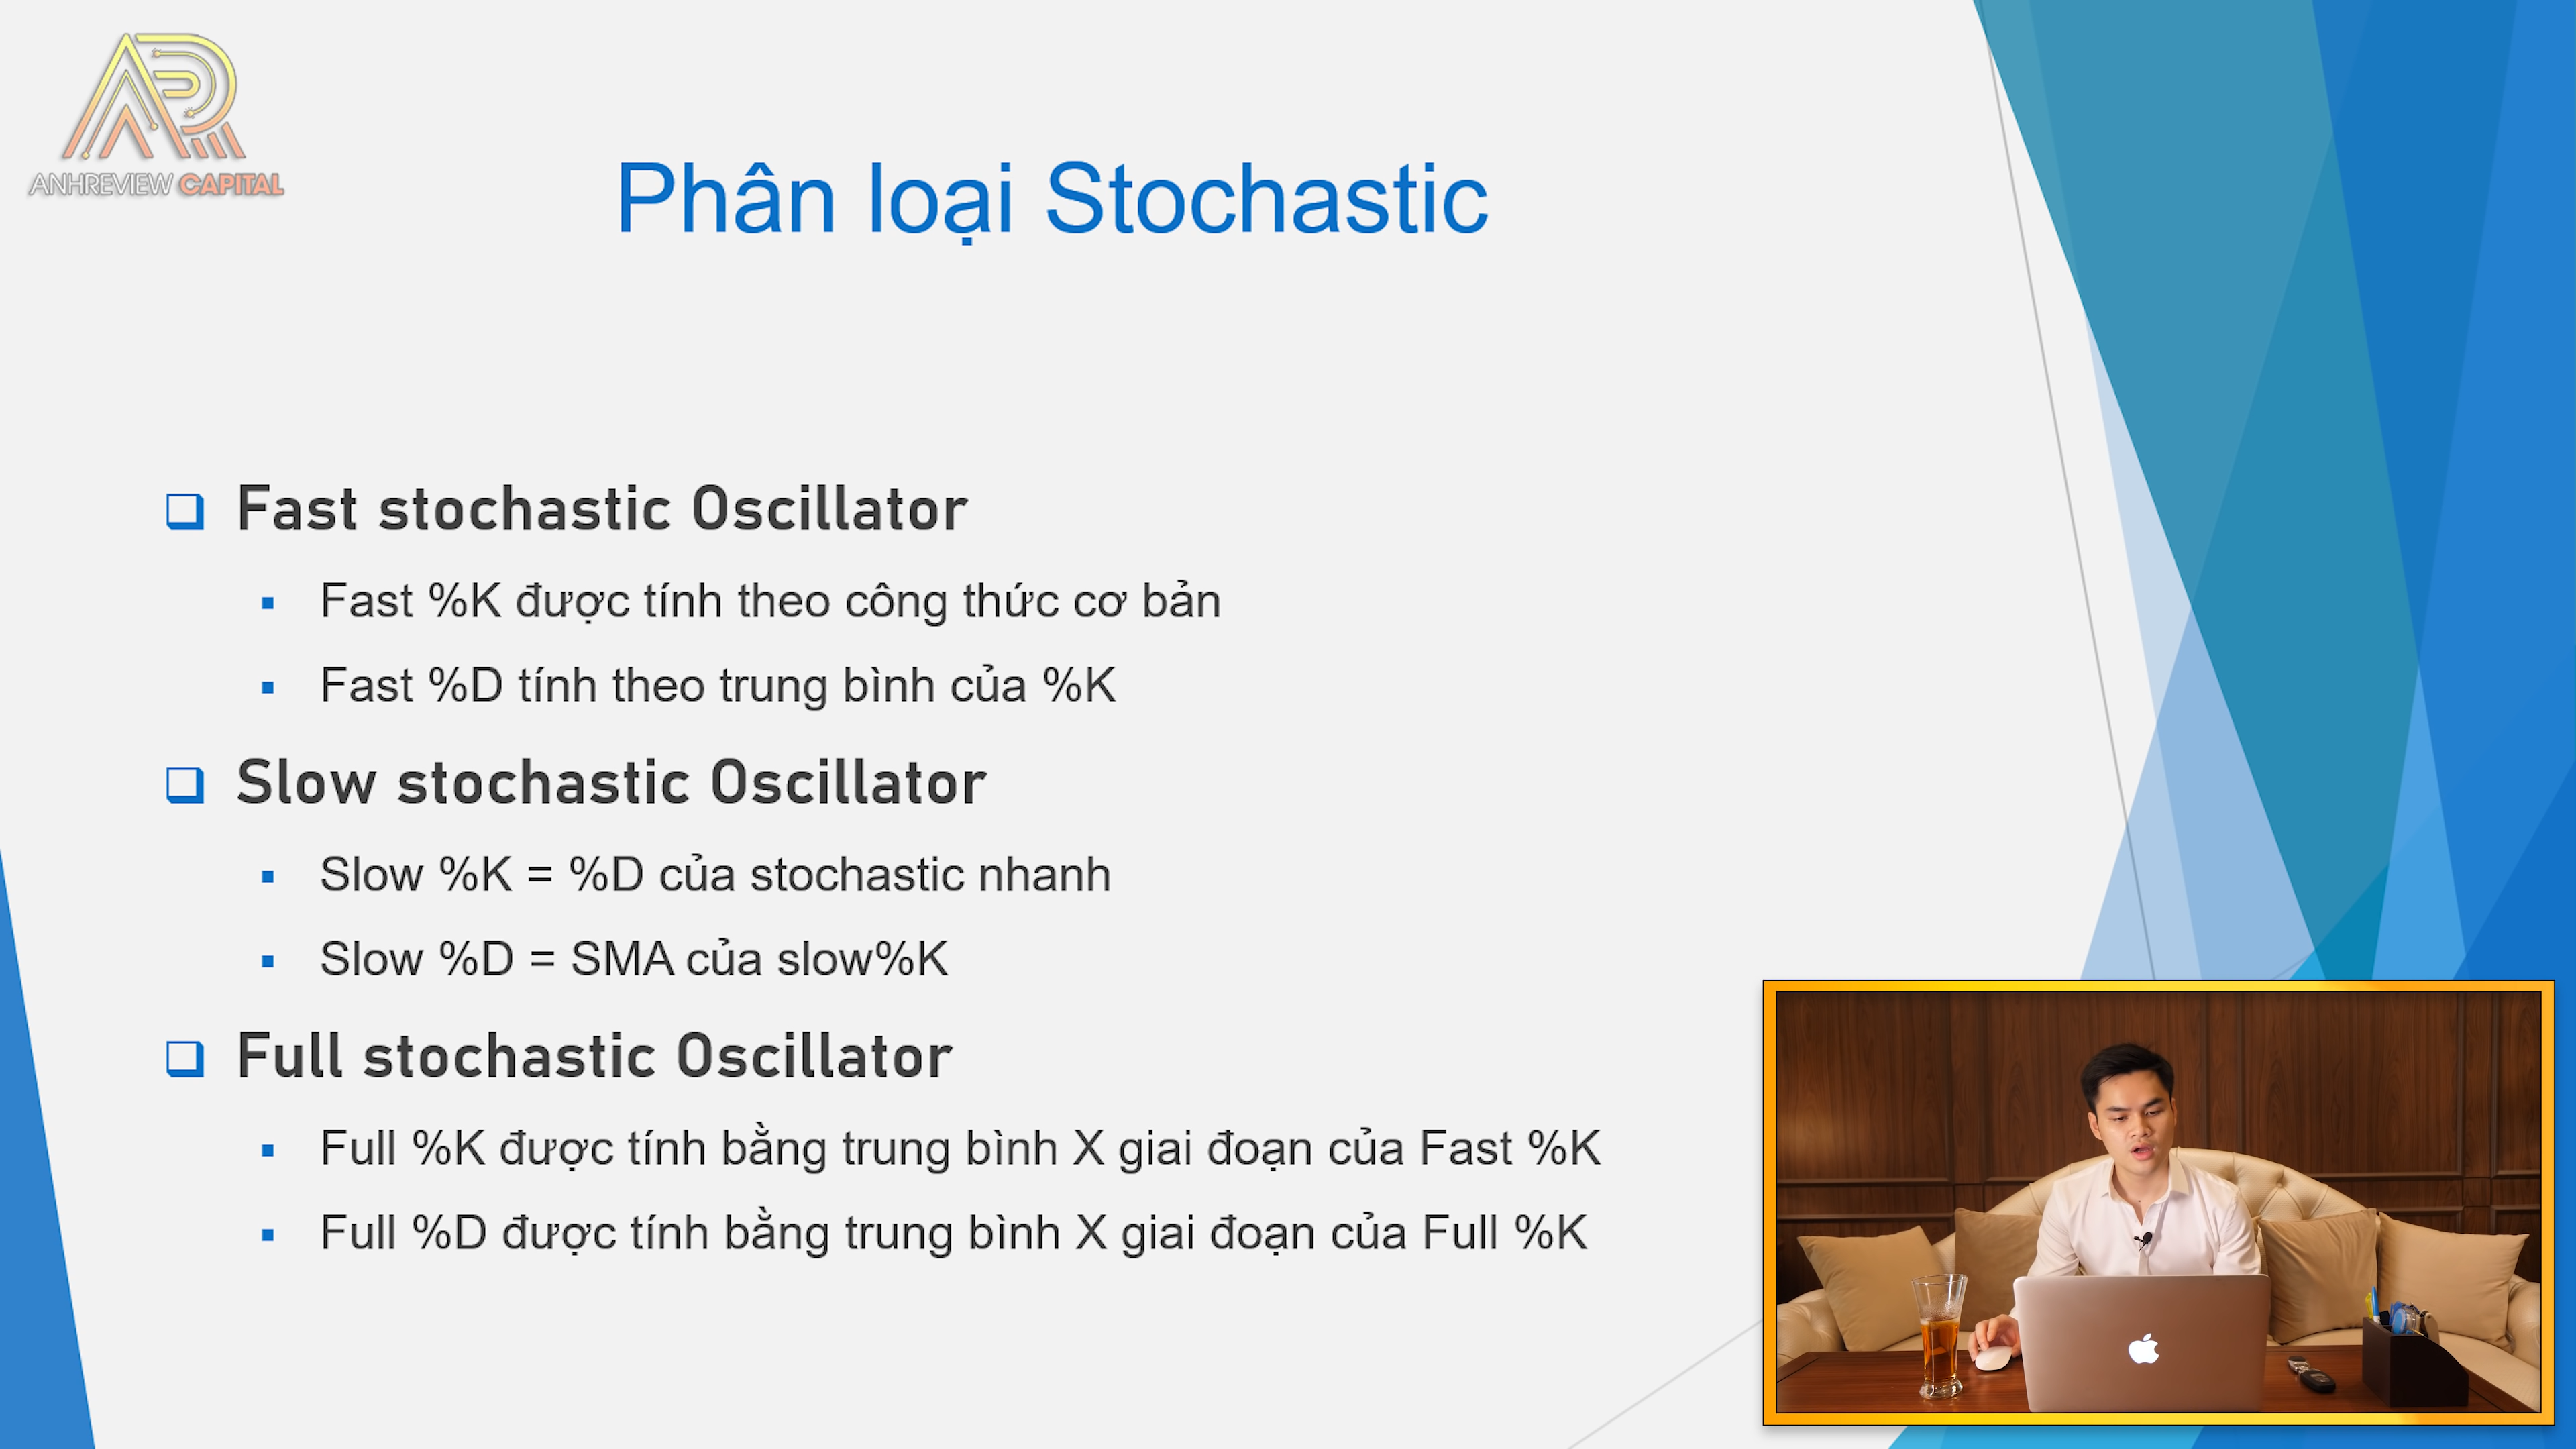 ANHREVIEW CAPITAL
Phân loại Stochastic
Fast stochastic Oscillator
Fast %K được tính theo công thức cơ bản
Fast %D tính theo trung bình của %K
Slow stochastic Oscillator
Slow %K = %D của stochastic nhanh
Slow %D = SMA của slow%K
Full stochastic Oscillator
Full %K được tính bằng trung bình X giai đoạn của Fast %K
Full %D được tính bằng trung bình X giai đoạn của Full %K